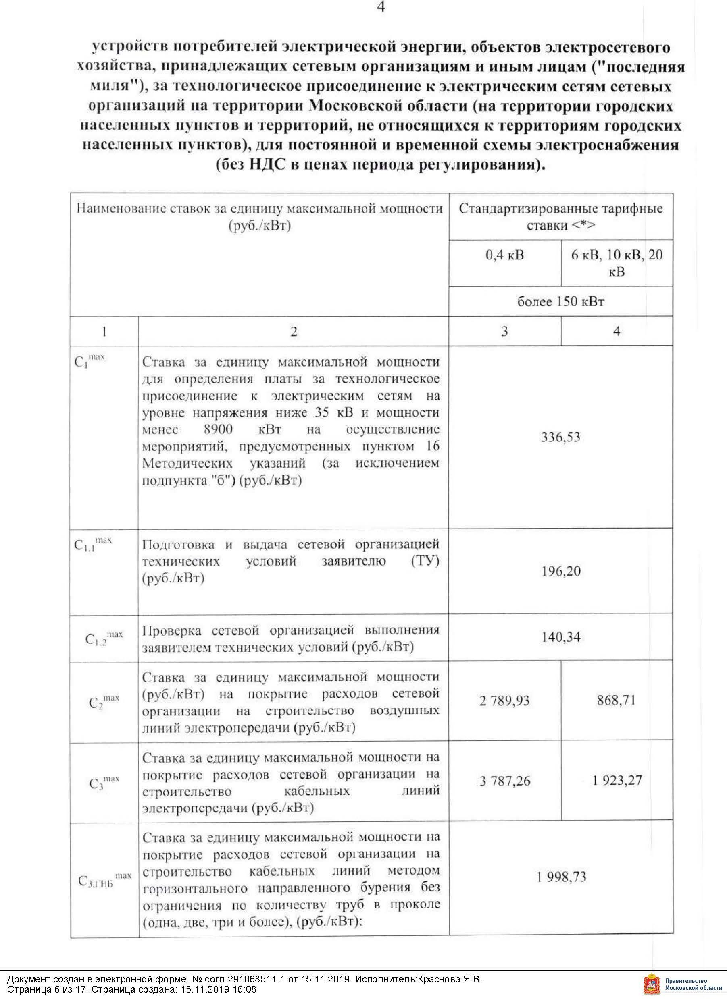 4
устройств потребителей электрической энергии, объектов электросетевого
хозяйства, принадлежащих сетевым организациям и иным лицам ("последняя
миля"), за технологическое присоединение к электрическим сетям сетевых
организаций на территории Московской области (на территории городских
населенных пунктов и территорий, не относящихся к территориям городских
населенных пунктов), для постоянной и временной схемы электроснабжения
(без НДС в ценах периода регулирования).
Наименование ставок за единицу максимальной мощности
(руб./кВт)
Стандартизированные тарифные
ставки <*>
0,4 кВ
6 кВ, 10 кВ, 20
кВ
более 150 кВт
1
2
3
4
C1 max
Ставка за единицу максимальной мощности
для определения платы за технологическое
присоединение к электрическим сетям на
уровне напряжения ниже 35 кВ и мощности
менее 8900 кВт на осуществление
мероприятий, предусмотренных пунктом 16
Методических указаний (за исключением
подпункта "б") (руб./кВт)
336,53
C1.1 max
Подготовка и выдача сетевой организацией
технических условий заявителю (ТУ)
(руб./кВт)
196,20
C1.2 max
Проверка сетевой организацией выполнения
заявителем технических условий (руб./кВт)
140,34
C2 max
Ставка за единицу максимальной мощности
(руб./кВт) на покрытие расходов сетевой
организации на строительство воздушных
линий электропередачи (руб./кВт)
2 789,93
868,71
C3 max
Ставка за единицу максимальной мощности на
покрытие расходов сетевой организации на
строительство кабельных линий
электропередачи (руб./кВт)
3 787,26
1 923,27
C3,ГНБ max
Ставка за единицу максимальной мощности на
покрытие расходов сетевой организации на
строительство кабельных линий методом
горизонтального направленного бурения без
ограничения по количеству труб в проколе
(одна, две, три и более), (руб./кВт):
1 998,73
Документ создан в электронной форме. № согл-291068511-1 от 15.11.2019. Исполнитель:Краснова Я.В.
Страница 6 из 17. Страница создана: 15.11.2019 16:08
Правительство
Московской области